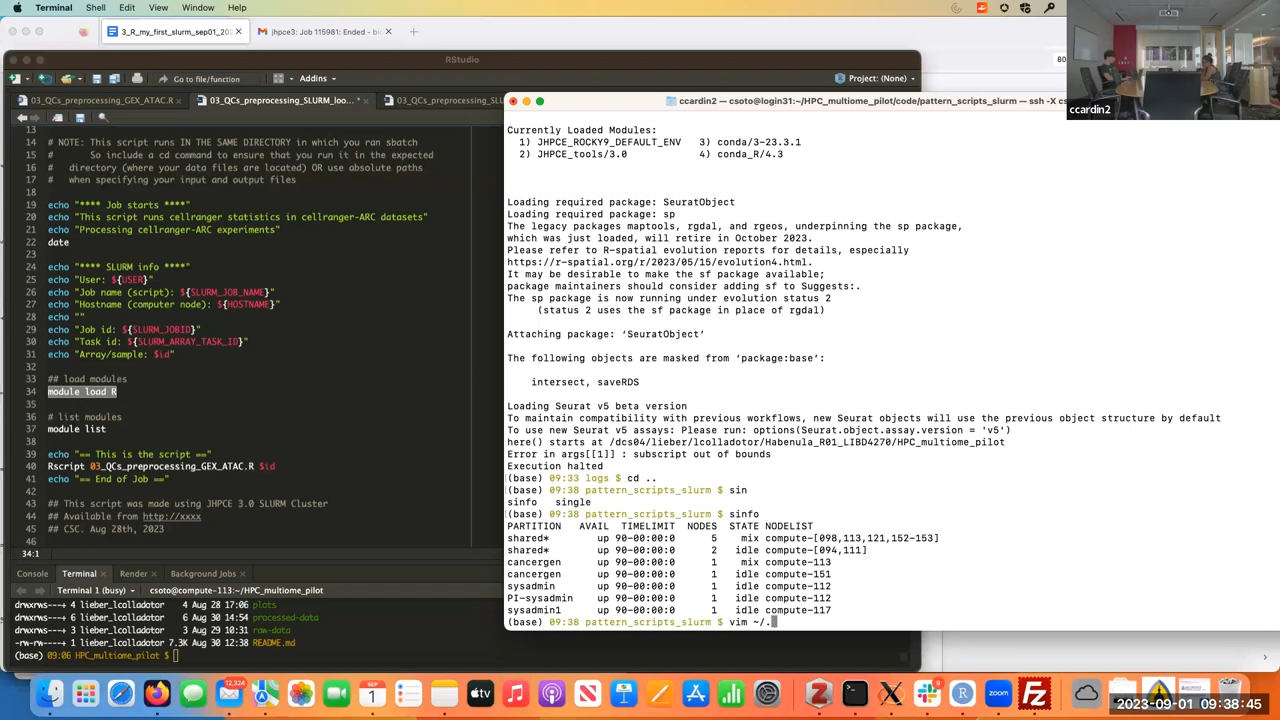 Terminal Shell Edit View Window Help
3_R_my_first_slurm_sep01_202
jhpce3: Job 115981: Ended - bi
RStudio
80
Go to file/function
Addins
Project: (None)
03_QCs_preprocessing_GEX_ATAC.R
03_QCs_preprocessing_SLURM_loo...*
03_QCs_preprocessing_SLU
ccardin2 — csoto@login31:~/HPC_multiome_pilot/code/pattern_scripts_slurm — ssh -X cs
ccardin2
13
14 # NOTE: This script runs IN THE SAME DIRECTORY in which you ran sbatch
15 # So include a cd command to ensure that you run it in the expected
16 # directory (where your data files are located) OR use absolute paths
17 # when specifying your input and output files
18
19 echo "**** Job starts ****"
20 echo "This script runs cellranger statistics in cellranger-ARC datasets"
21 echo "Processing cellranger-ARC experiments"
22 date
23
24 echo "**** SLURM info ****"
25 echo "User: ${USER}"
26 echo "Job name (script): ${SLURM_JOB_NAME}"
27 echo "Hostname (computer node): ${HOSTNAME}"
28 echo ""
29 echo "Job id: ${SLURM_JOBID}"
30 echo "Task id: ${SLURM_ARRAY_TASK_ID}"
31 echo "Array/sample: $id"
32
33 ## load modules
34 module load R
35
36 # list modules
37 module list
38
39 echo "== This is the script =="
40 Rscript 03_QCs_preprocessing_GEX_ATAC.R $id
41 echo "== End of Job =="
42
43 ## This script was made using JHPCE 3.0 SLURM Cluster
44 ## Available from http://xxxx
45 ## CSC. Aug 28th, 2023
46
34:1
Console Terminal Render Background Jobs
Terminal 1 (busy) csoto@compute-113:~/HPC_multiome_pilot
drwxrws---+ 4 lieber_lcolladotor 4 Aug 28 17:06 plots
drwxrws---+ 6 lieber_lcolladotor 6 Aug 30 14:54 processed-data
drwxrws---+ 3 lieber_lcolladotor 3 Aug 29 10:31 raw-data
-rw-rw----+ 1 lieber_lcolladotor 7.3K Aug 30 12:38 README.md
(base) 09:06 HPC_multiome_pilot $
Currently Loaded Modules:
1) JHPCE_ROCKY9_DEFAULT_ENV 3) conda/3-23.3.1
2) JHPCE_tools/3.0 4) conda_R/4.3
Loading required package: SeuratObject
Loading required package: sp
The legacy packages maptools, rgdal, and rgeos, underpinning the sp package,
which was just loaded, will retire in October 2023.
Please refer to R-spatial evolution reports for details, especially
https://r-spatial.org/r/2023/05/15/evolution4.html.
It may be desirable to make the sf package available;
package maintainers should consider adding sf to Suggests:.
The sp package is now running under evolution status 2
(status 2 uses the sf package in place of rgdal)
Attaching package: ‘SeuratObject’
The following objects are masked from ‘package:base’:
intersect, saveRDS
Loading Seurat v5 beta version
To maintain compatibility with previous workflows, new Seurat objects will use the previous object structure by default
To use new Seurat v5 assays: Please run: options(Seurat.object.assay.version = 'v5')
here() starts at /dcs04/lieber/lcolladotor/Habenula_R01_LIBD4270/HPC_multiome_pilot
Error in args[[1]] : subscript out of bounds
Execution halted
(base) 09:33 logs $ cd ..
(base) 09:38 pattern_scripts_slurm $ sin
sinfo single
(base) 09:38 pattern_scripts_slurm $ sinfo
PARTITION AVAIL TIMELIMIT NODES STATE NODELIST
shared* up 90-00:00:0 5 mix compute-[098,113,121,152-153]
shared* up 90-00:00:0 2 idle compute-[094,111]
cancergen up 90-00:00:0 1 mix compute-113
cancergen up 90-00:00:0 1 idle compute-151
sysadmin up 90-00:00:0 1 idle compute-112
PI-sysadmin up 90-00:00:0 1 idle compute-112
sysadmin1 up 90-00:00:0 1 idle compute-117
(base) 09:38 pattern_scripts_slurm $ vim ~/.
12,324
SEP
1
zoom
2023-09-01 09:38:45